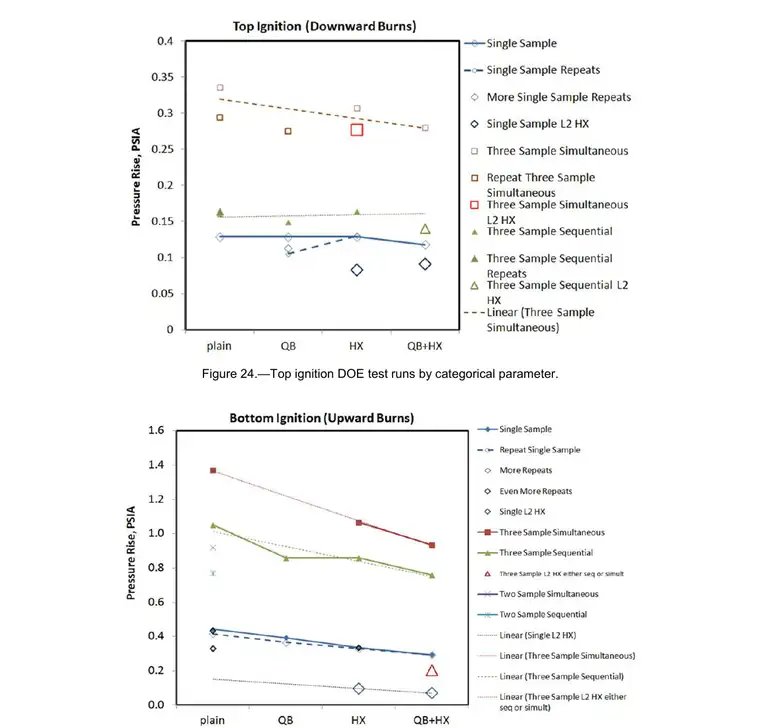 Top Ignition (Downward Burns)
Pressure Rise, PSIA
0.4
0.35
0.3
0.25
0.2
0.15
0.1
0.05
0
plain
QB
HX
QB+HX
Single Sample
Single Sample Repeats
More Single Sample Repeats
Single Sample L2 HX
Three Sample Simultaneous
Repeat Three Sample
Simultaneous
Three Sample Simultaneous
L2 HX
Three Sample Sequential
Three Sample Sequential
Repeats
Three Sample Sequential L2
HX
Linear (Three Sample
Simultaneous)
Figure 24.—Top ignition DOE test runs by categorical parameter.
Bottom Ignition (Upward Burns)
Pressure Rise, PSIA
1.6
1.4
1.2
1.0
0.8
0.6
0.4
0.2
0.0
plain
QB
HX
QB+HX
Single Sample
Repeat Single Sample
More Repeats
Even More Repeats
Single L2 HX
Three Sample Simultaneous
Three Sample Sequential
Three Sample L2 HX either seq or simult
Two Sample Simultaneous
Two Sample Sequential
Linear (Single L2 HX)
Linear (Three Sample Simultaneous)
Linear (Three Sample Sequential)
Linear (Three Sample L2 HX either
seq or simult)